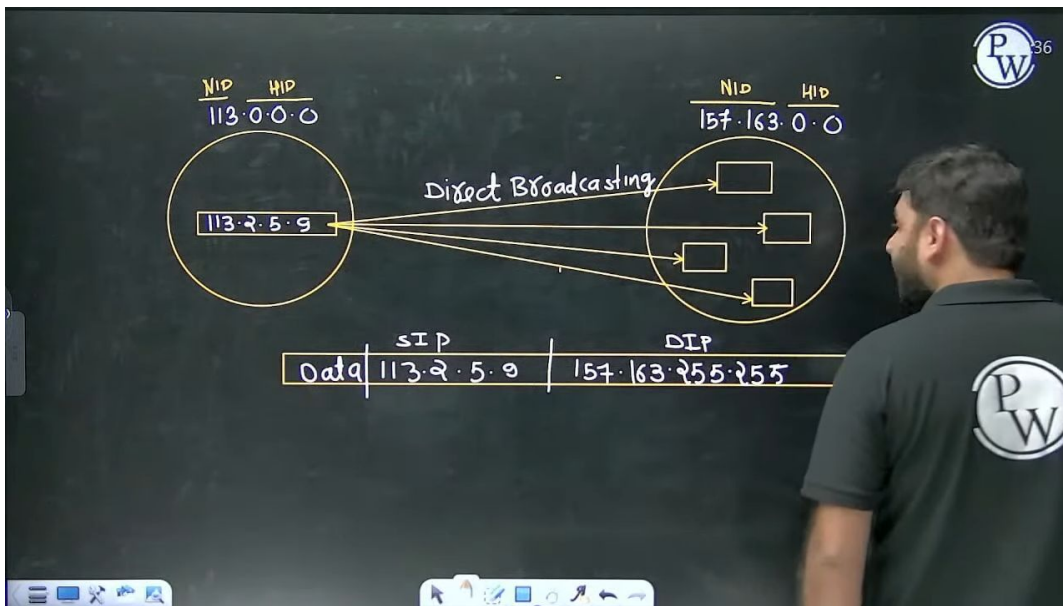 PW 36
NID HID NID HID
113.0.0.0 157.163.0.0
Direct Broadcasting
113.2.5.9
SIP DIP
Data 113.2.5.9 157.163.255.255
PW